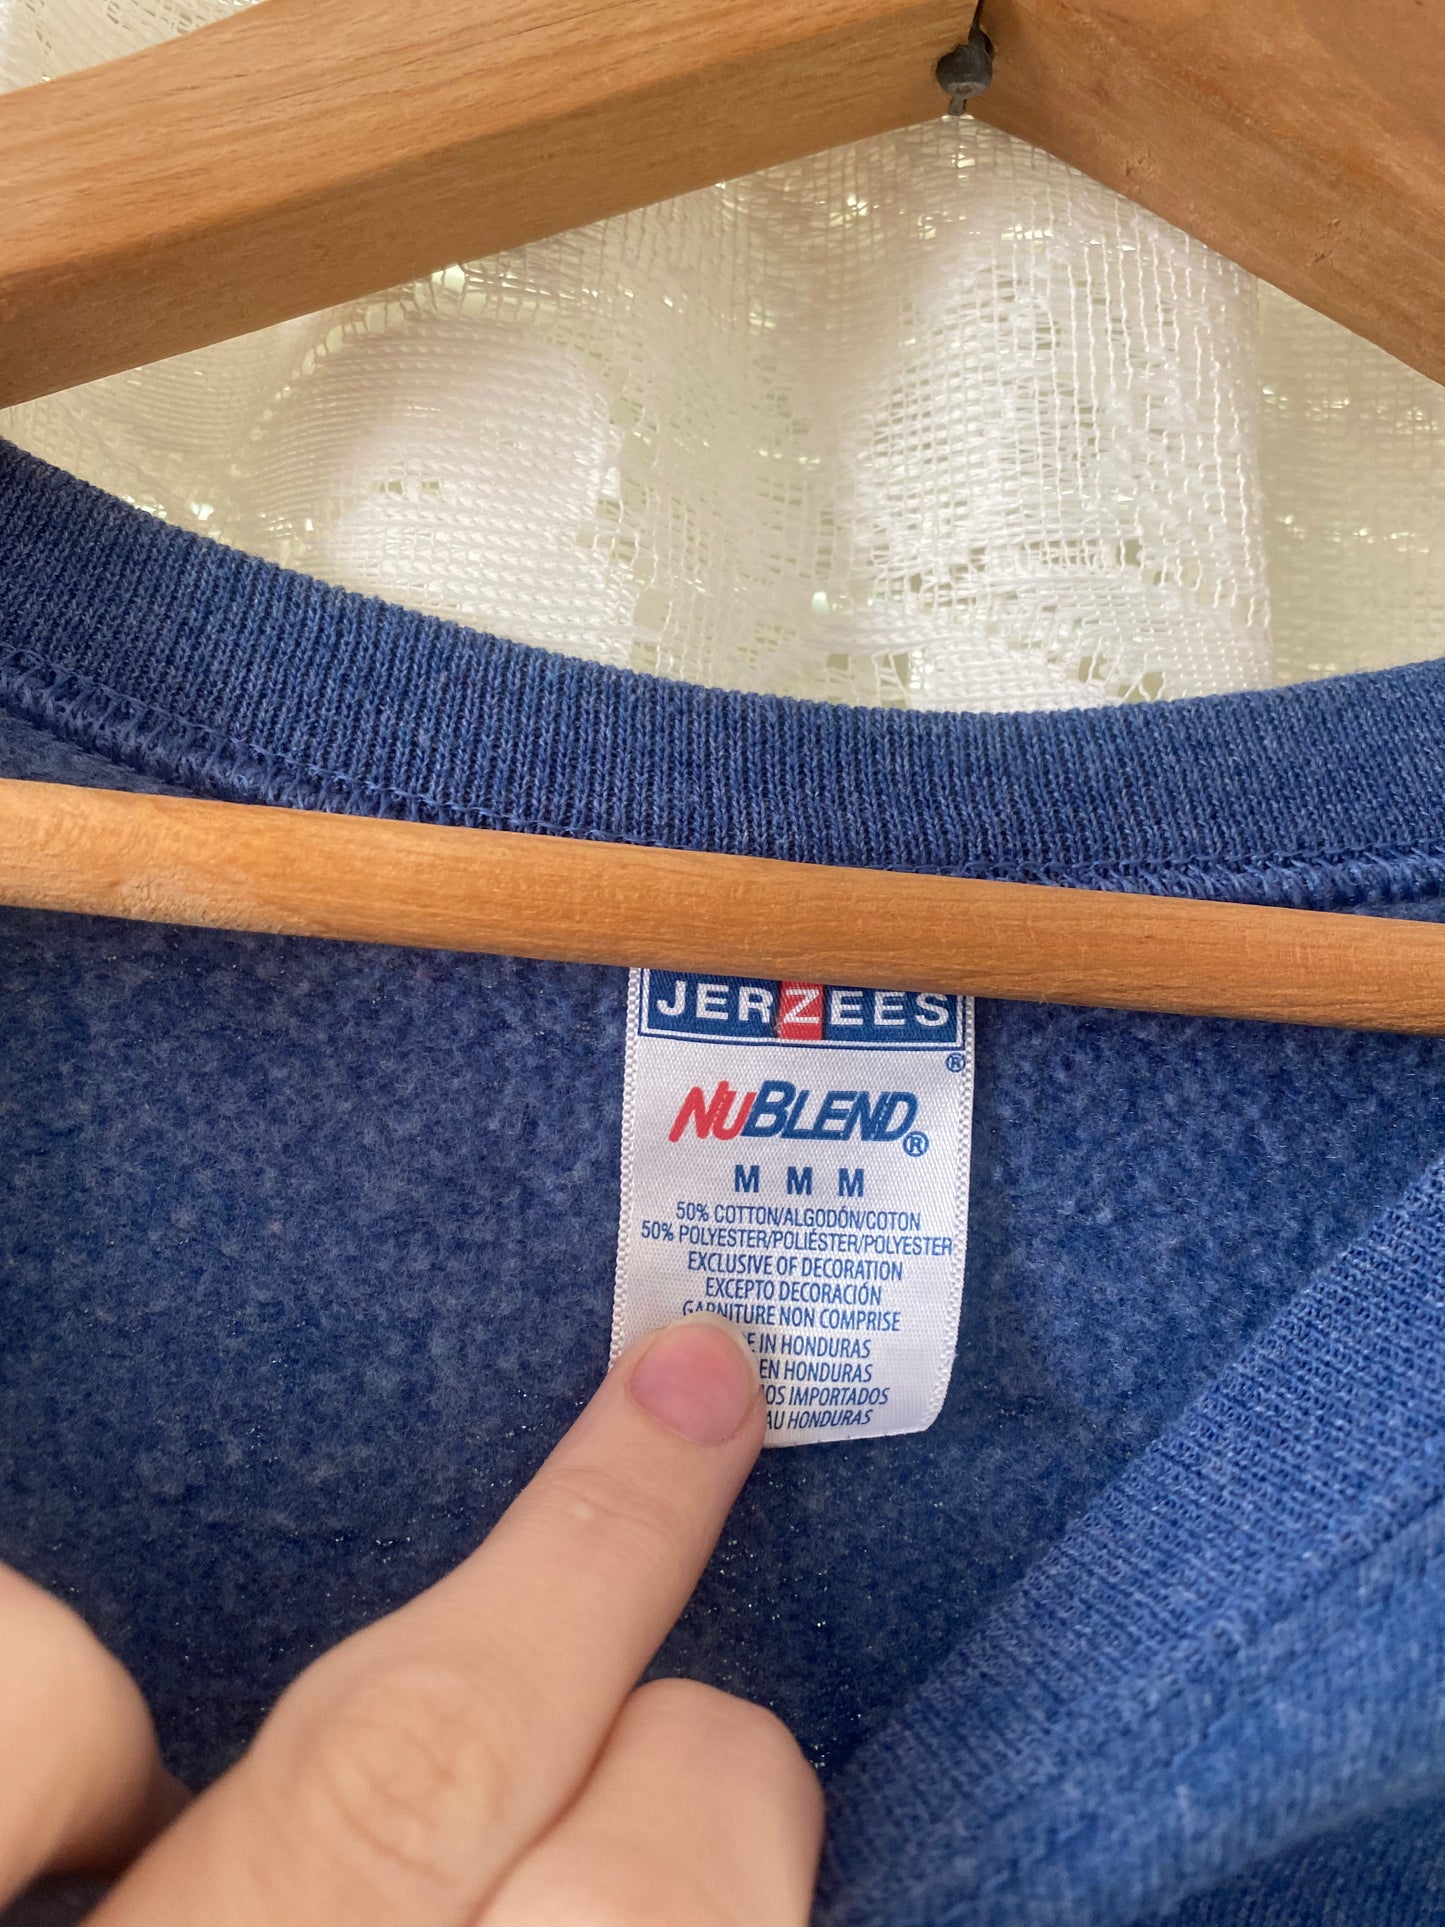 JERZEES
®
NUBLEND®
M M M
50% COTTON/ALGODÓN/COTON
50% POLYESTER/POLIÉSTER/POLYESTER
EXCLUSIVE OF DECORATION
EXCEPTO DECORACIÓN
GARNITURE NON COMPRISE
IN HONDURAS
EN HONDURAS
IMPORTADOS
AU HONDURAS